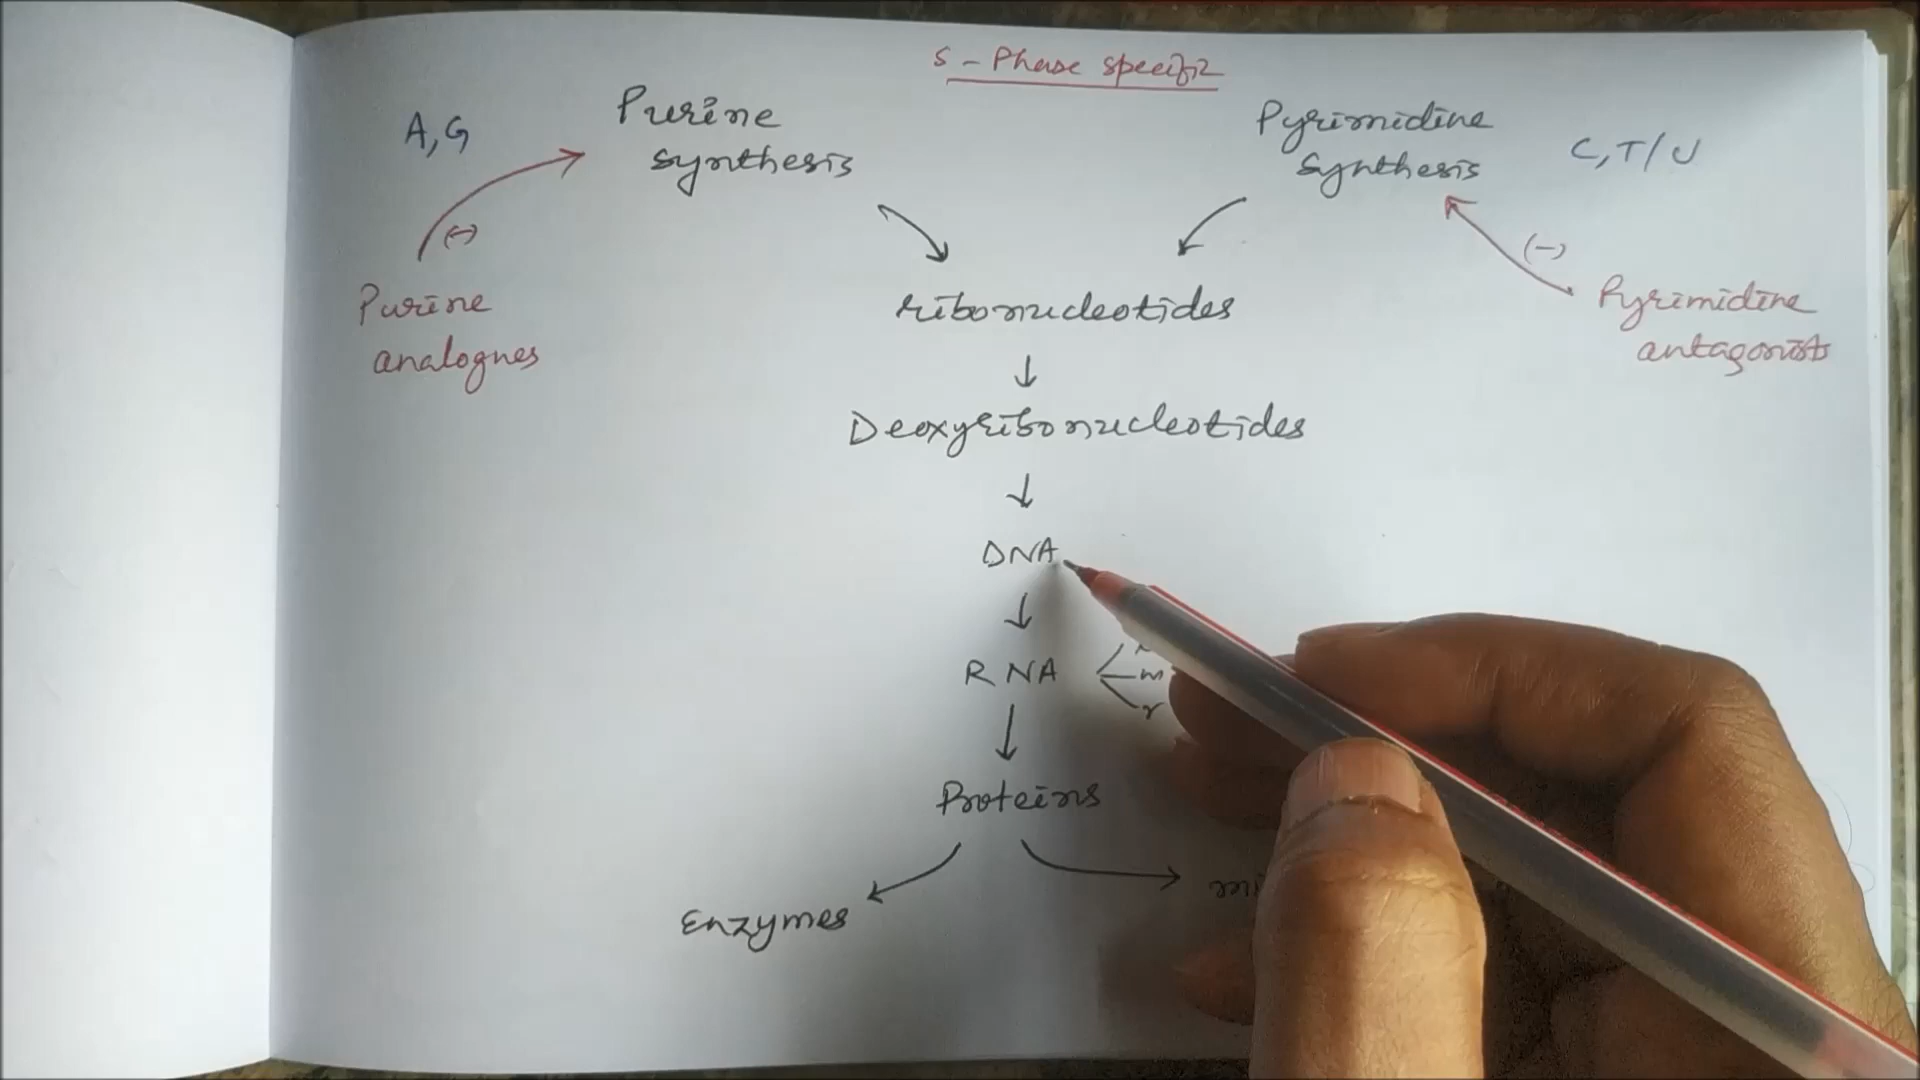 S - Phase specific
A, G
Purine
synthesis
Pyrimidine
synthesis
C, T/U
(-)
(-)
Purine
analogues
ribonucleotides
Pyrimidine
antagonists
Deoxyribonucleotides
DNA
RNA
m
r
Proteins
Enzymes